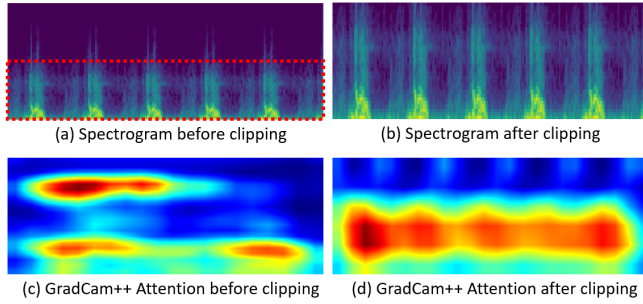 (a) Spectrogram before clipping
(b) Spectrogram after clipping
(c) GradCam++ Attention before clipping
(d) GradCam++ Attention after clipping